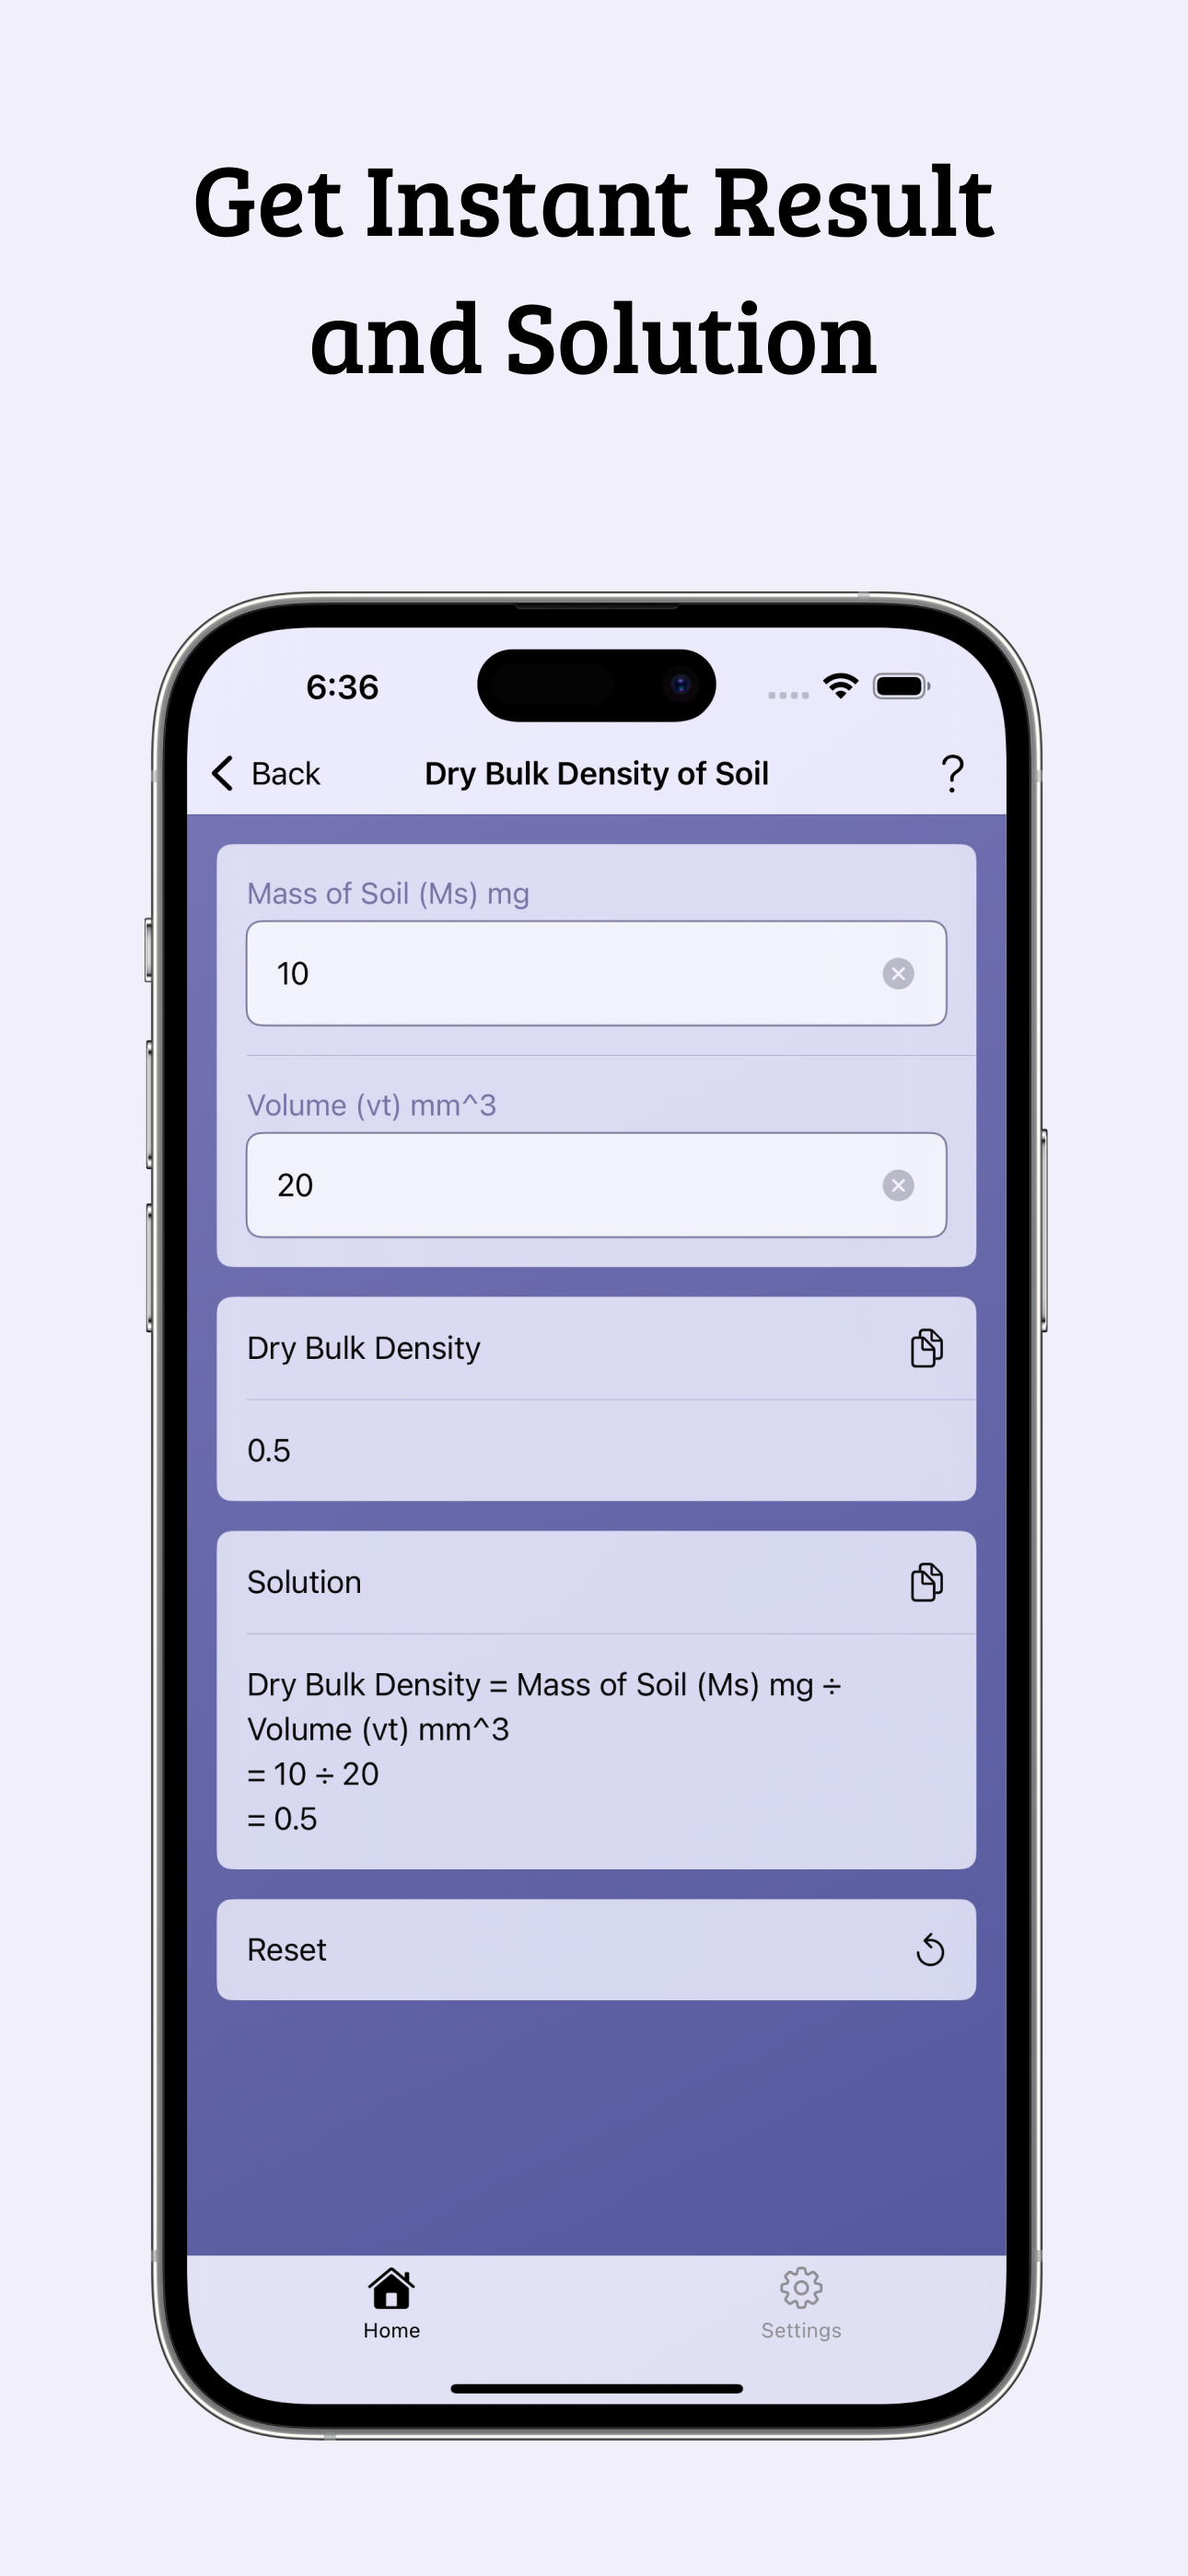 Get Instant Result
and Solution
6:36
Back
Dry Bulk Density of Soil
?
Mass of Soil (Ms) mg
10
Volume (vt) mm^3
20
Dry Bulk Density
0.5
Solution
Dry Bulk Density = Mass of Soil (Ms) mg ÷
Volume (vt) mm^3
= 10 ÷ 20
= 0.5
Reset
Home
Settings